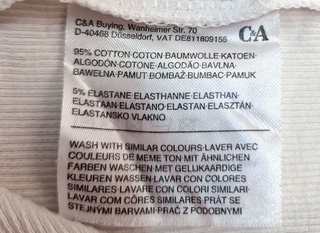 C&A Buying, Wanheimer Str. 70
D-40468 Düsseldorf, VAT DE811809155
C&A
95% COTTON·COTON·BAUMWOLLE·KATOEN·
ALGODÓN·COTONE·ALGODÃO·BAVLNA·
BAWEŁNA·PAMUT·BOMBAŽ·BUMBAC·PAMUK
5% ELASTANE·ELASTHANNE·ELASTHAN·
ELASTAAN·ELASTANO·ELASTAN·ELASZTÁN·
ELASTANSKO VLAKNO
WASH WITH SIMILAR COLOURS·LAVER AVEC
COULEURS DE MEME TON·MIT ÄHNLICHEN
FARBEN WASCHEN·MET GELIJKAARDIGE
KLEUREN WASSEN·LAVAR CON COLORES
SIMILARES·LAVARE CON COLORI SIMILARI·
LAVAR COM CÔRES SIMILARES·PRÁT SE
STEJNÝMI BARVAMI·PRAĆ Z PODOBNYMI